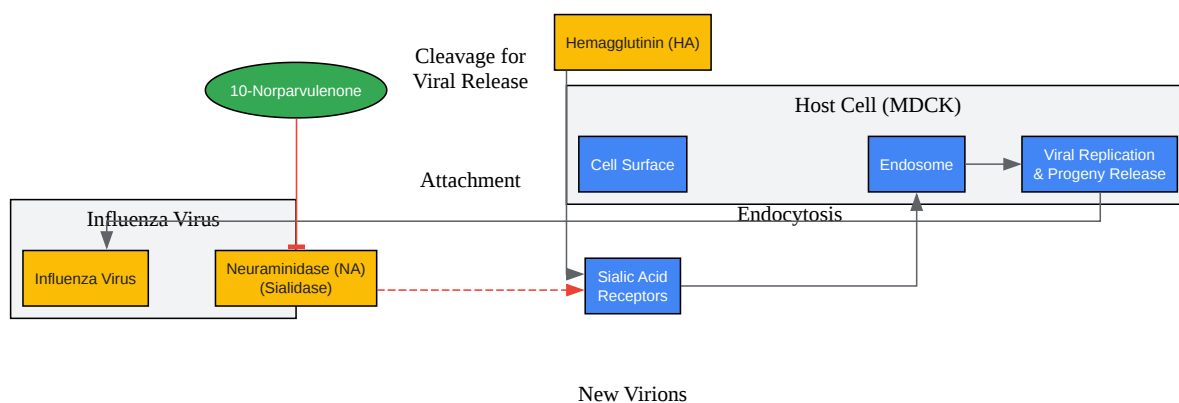 Hemagglutinin (HA)
Cleavage for
Viral Release
10-Norparvulenone
Host Cell (MDCK)
Cell Surface
Endosome
Viral Replication
& Progeny Release
Attachment
Influenza Virus
Endocytosis
Influenza Virus
Neuraminidase (NA)
(Sialidase)
Sialic Acid
Receptors
New Virions